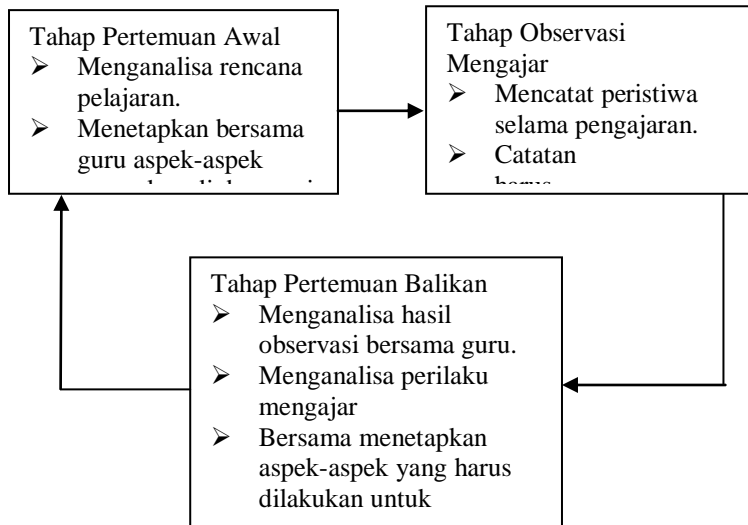 Tahap Pertemuan Awal
➢ Menganalisa rencana
pelajaran.
➢ Menetapkan bersama
guru aspek-aspek
Tahap Observasi
Mengajar
➢ Mencatat peristiwa
selama pengajaran.
➢ Catatan
harus
Tahap Pertemuan Balikan
➢ Menganalisa hasil
observasi bersama guru.
➢ Menganalisa perilaku
mengajar
➢ Bersama menetapkan
aspek-aspek yang harus
dilakukan untuk